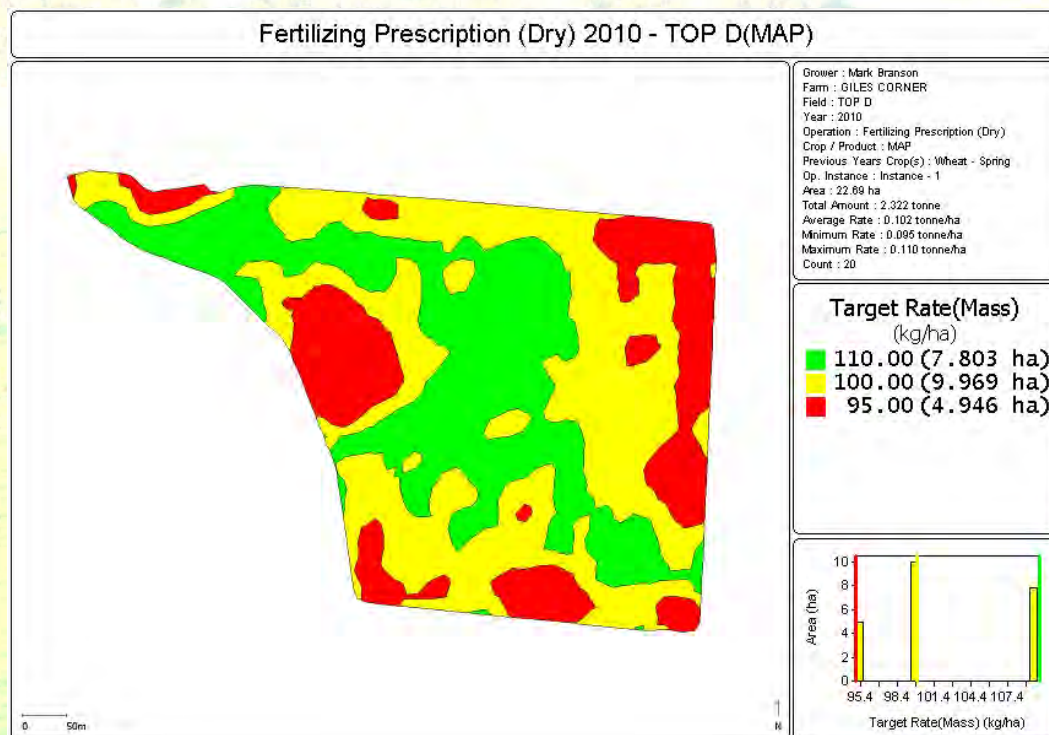 Fertilizing Prescription (Dry) 2010 - TOP D(MAP)
Grower : Mark Branson
Farm : GILES CORNER
Field : TOP D
Year : 2010
Operation : Fertilizing Prescription (Dry)
Crop / Product : MAP
Previous Years Crop(s) : Wheat - Spring
Op. Instance : Instance - 1
Area : 22.69 ha
Total Amount : 2.322 tonne
Average Rate : 0.102 tonne/ha
Minimum Rate : 0.095 tonne/ha
Maximum Rate : 0.110 tonne/ha
Count : 20
Target Rate(Mass)
(kg/ha)
110.00 (7.803 ha)
100.00 (9.969 ha)
95.00 (4.946 ha)
10
8
6
4
2
0
Area (ha)
95.4 98.4 101.4 104.4 107.4
Target Rate(Mass) (kg/ha)
0 50m
N